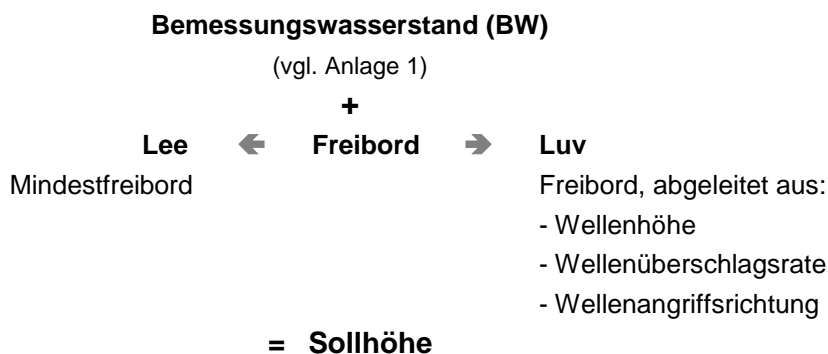 Bemessungswasserstand (BW)
(vgl. Anlage 1)
+
Lee 🡸 Freibord 🡺 Luv
Mindestfreibord Freibord, abgeleitet aus:
- Wellenhöhe
- Wellenüberschlagsrate
- Wellenangriffsrichtung
= Sollhöhe